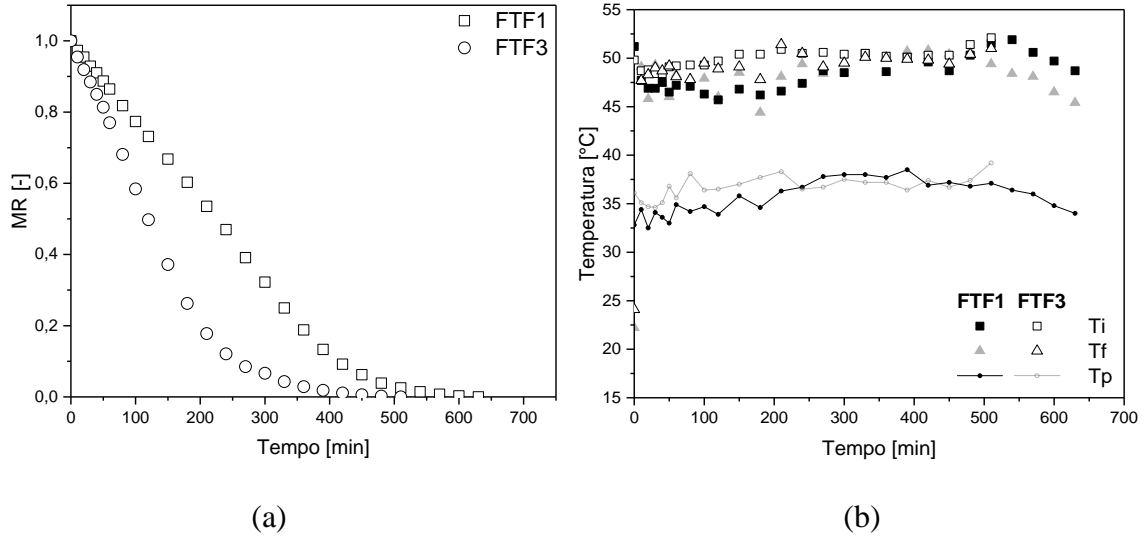 FTF1
FTF3
1,0
0,8
0,6
0,4
0,2
0,0
MR [-]
0 100 200 300 400 500 600 700
Tempo [min]
(a)
55
50
45
40
35
30
25
20
15
Temperatura [°C]
FTF1 FTF3
Ti
Tf
Tp
0 100 200 300 400 500 600 700
Tempo [min]
(b)